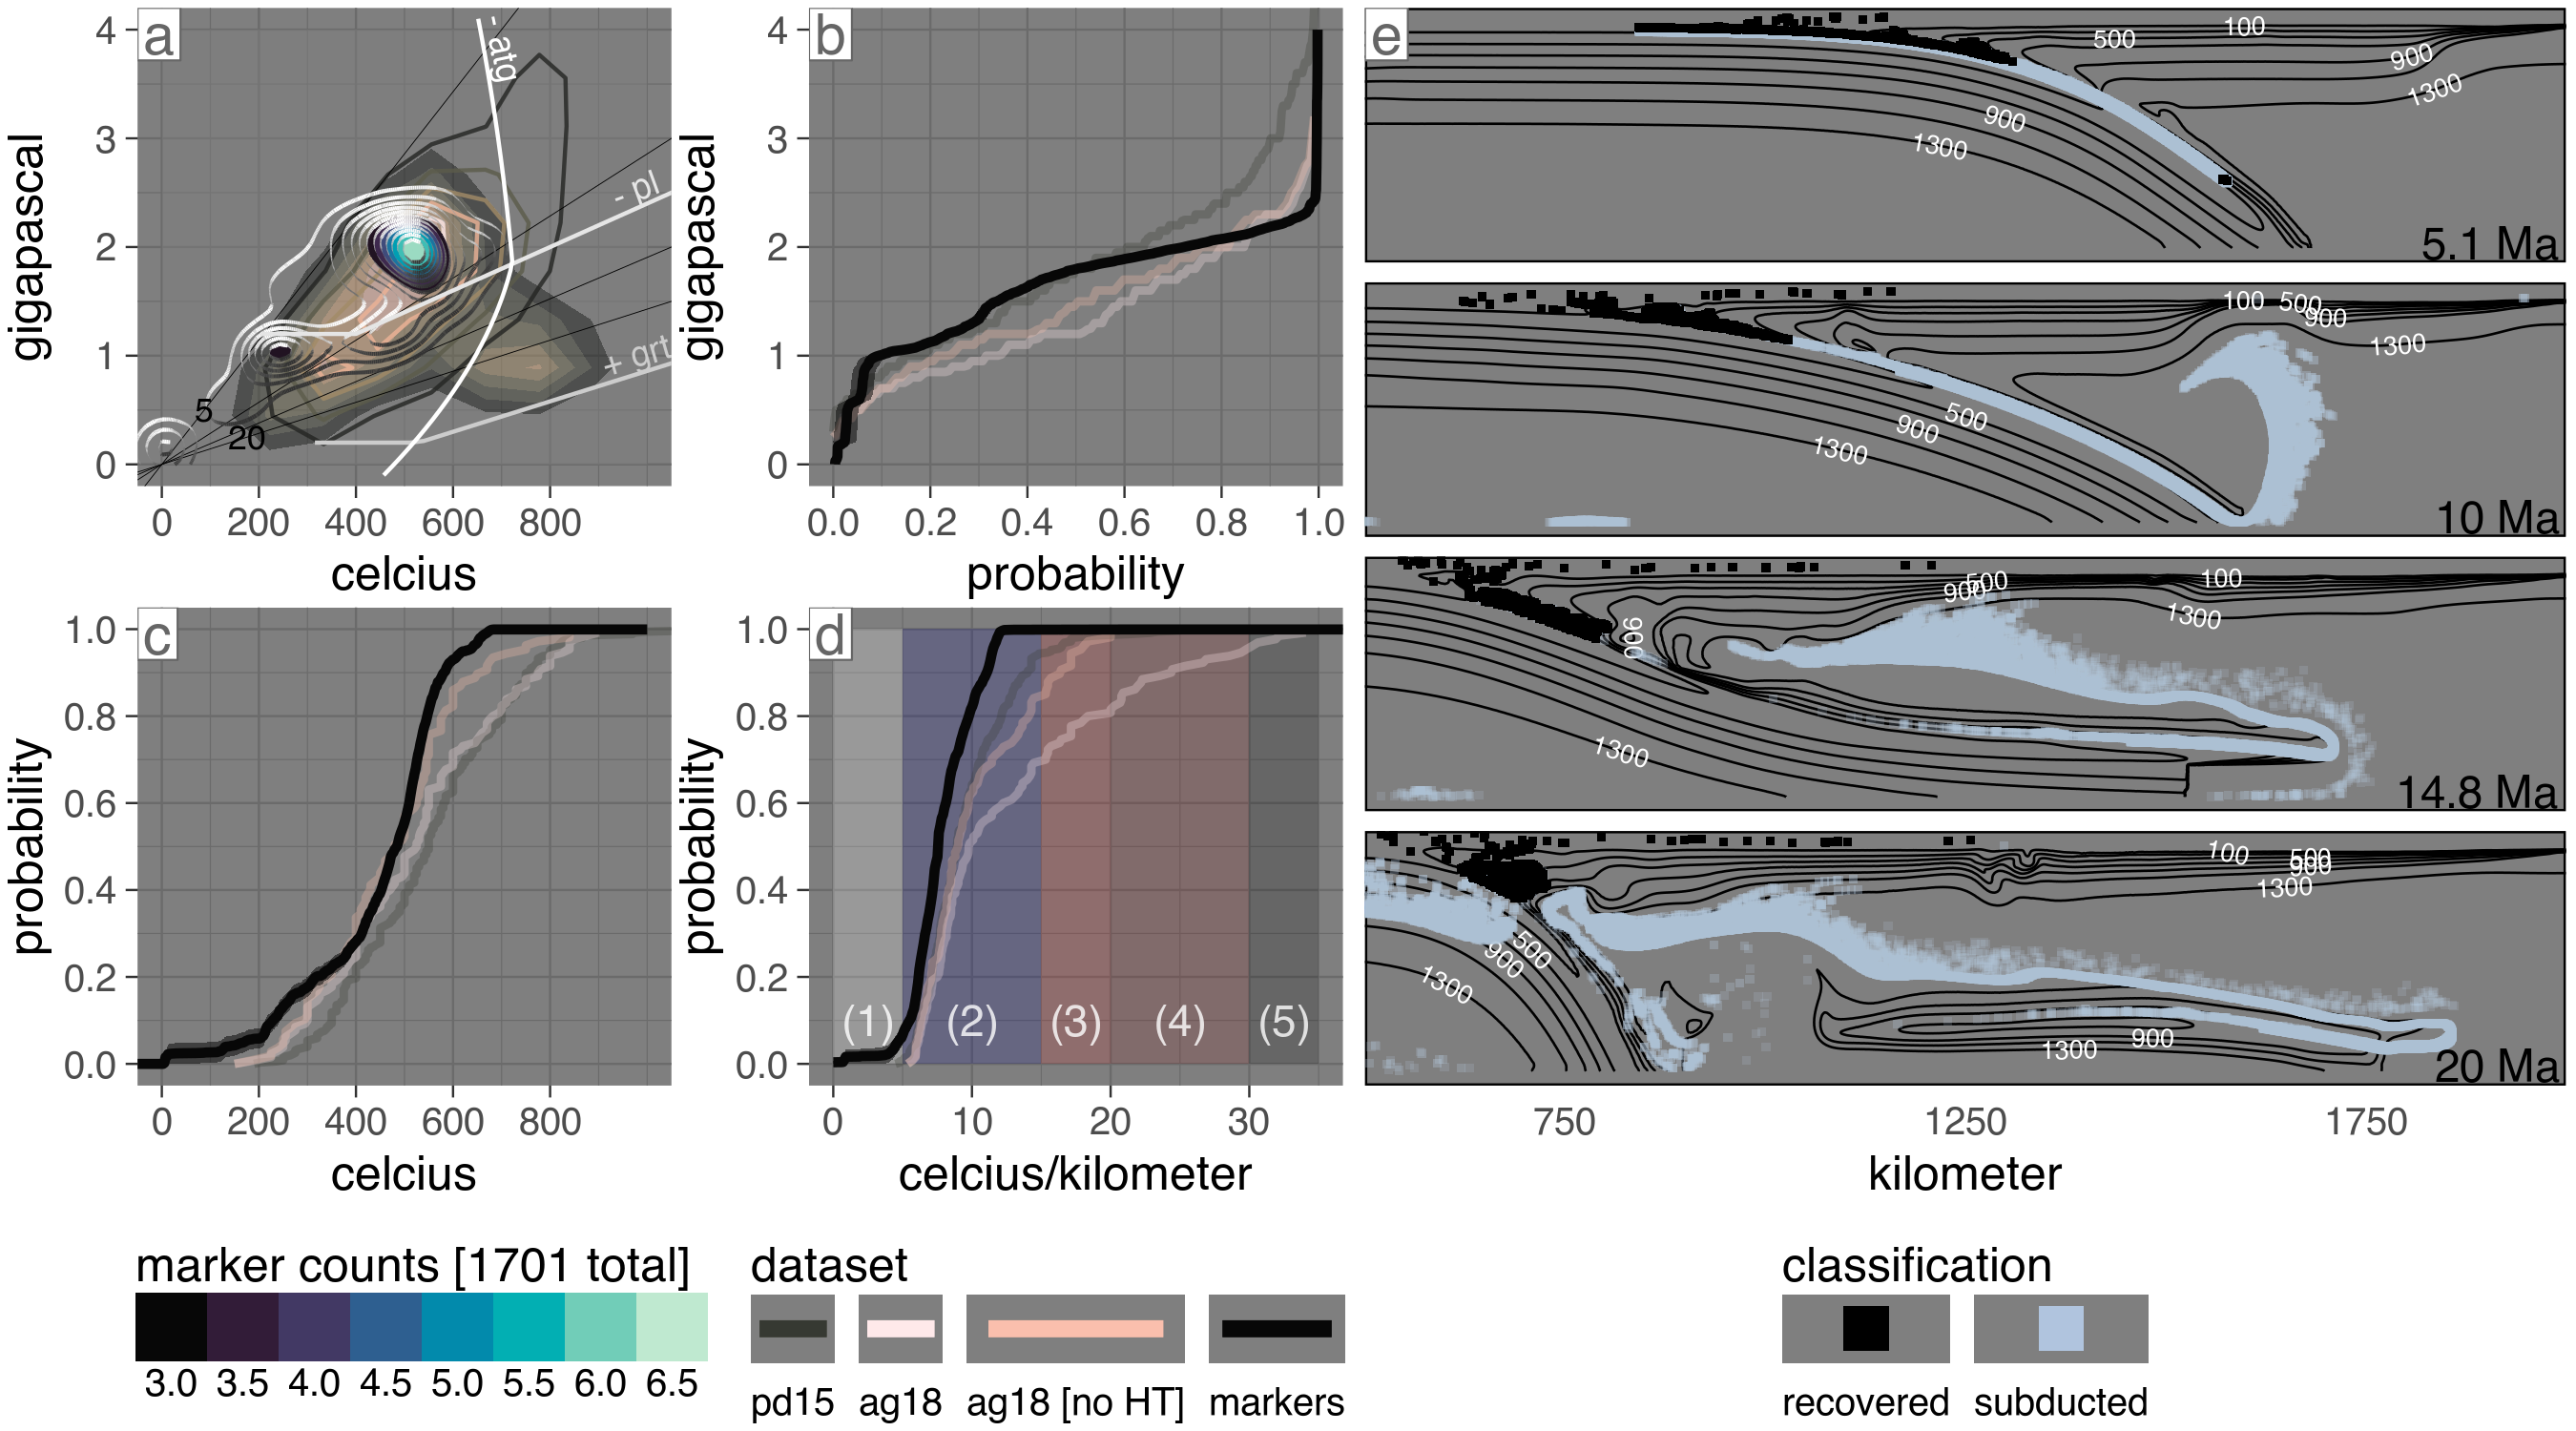 a
4
3
2
1
0
gigapascal
- atg
- pl
+ grt
5
20
0 200 400 600 800
celcius
b
4
3
2
1
0
gigapascal
0.0 0.2 0.4 0.6 0.8 1.0
probability
c
1.0
0.8
0.6
0.4
0.2
0.0
probability
0 200 400 600 800
celcius
d
1.0
0.8
0.6
0.4
0.2
0.0
probability
(1) (2) (3) (4) (5)
0 10 20 30
celcius/kilometer
e
100
500
900
1300
900
1300
5.1 Ma
100 500
900
1300
500
900
1300
10 Ma
100
500
900
1300
900
1300
14.8 Ma
100 500
900
1300
500
900
1300
900
1300
20 Ma
750 1250 1750
kilometer
marker counts [1701 total]
3.0 3.5 4.0 4.5 5.0 5.5 6.0 6.5
dataset
pd15 ag18 ag18 [no HT] markers
classification
recovered subducted